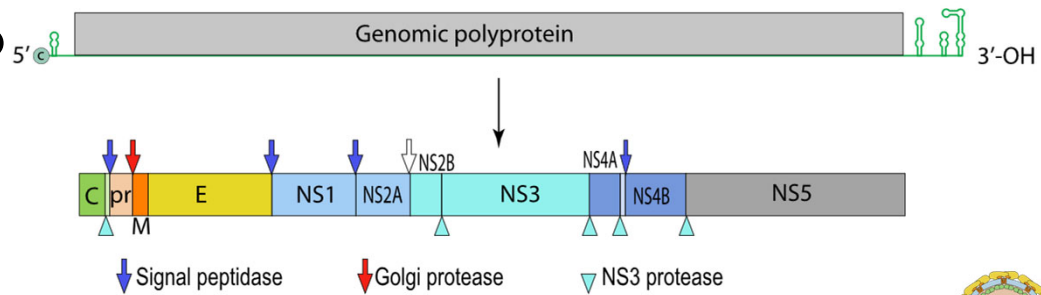 Genomic polyprotein
5' C 3'-OH
NS2B NS4A
C pr E NS1 NS2A NS3 NS4B NS5
M
Signal peptidase Golgi protease NS3 protease